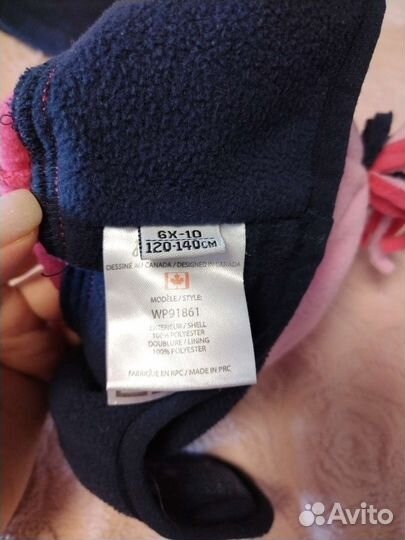 6X-10
120-140CM
DESSINÉ AU CANADA / DESIGNED IN CANADA
MODÈLE / STYLE:
WP91861
EXTÉRIEUR / SHELL
100% POLYESTER
DOUBLURE / LINING
100% POLYESTER
FABRIQUÉ EN RPC / MADE IN PRC
Avito